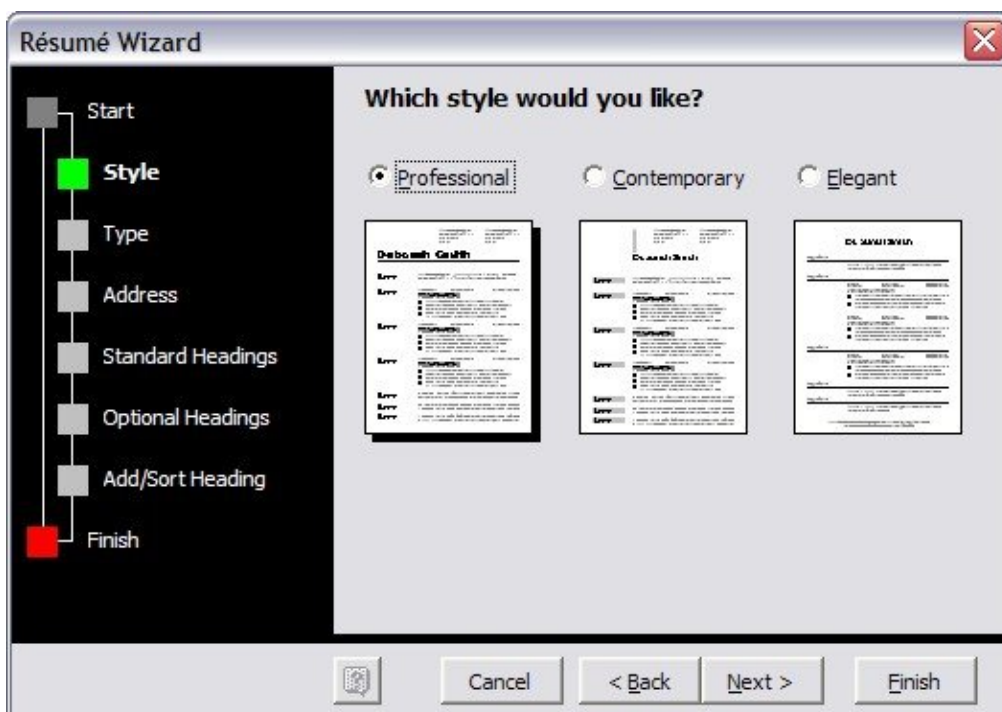 Résumé Wizard
Start
Style
Type
Address
Standard Headings
Optional Headings
Add/Sort Heading
Finish
Which style would you like?
Professional
Contemporary
Elegant
Cancel
< Back
Next >
Finish